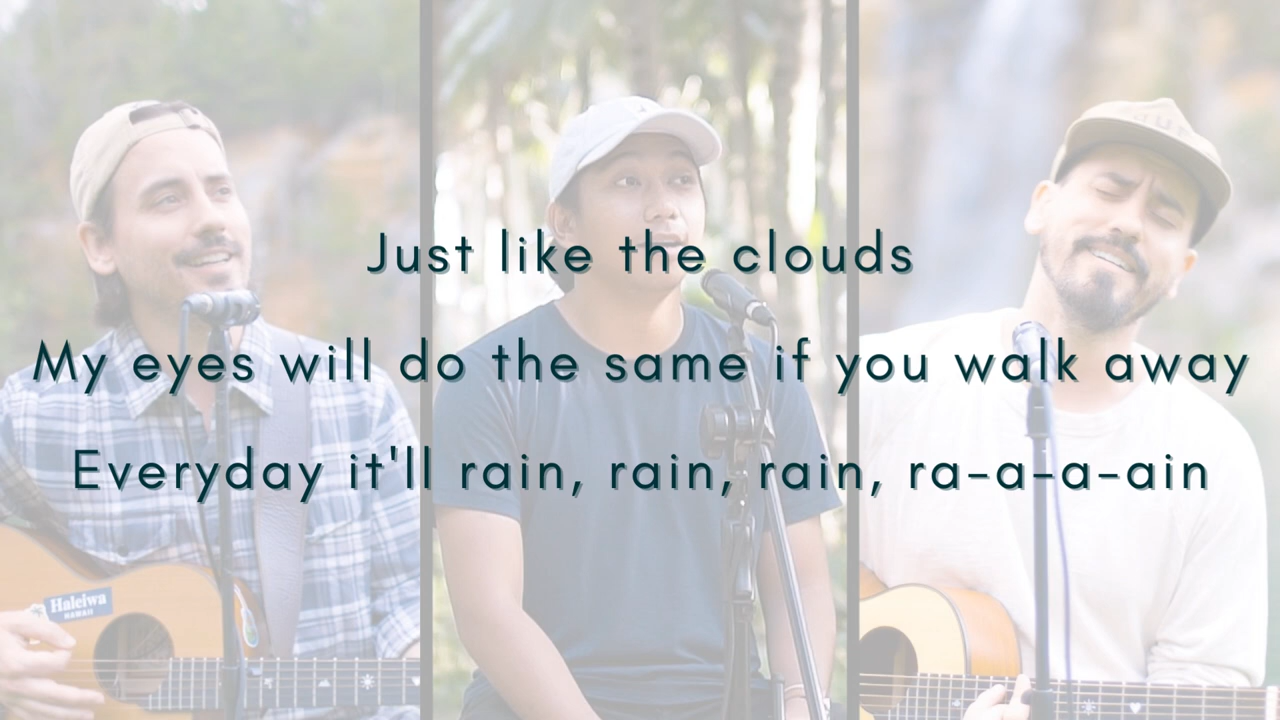 Just like the clouds
My eyes will do the same if you walk away
Everyday it'll rain, rain, rain, ra-a-a-ain
Haleiwa
HAWAII